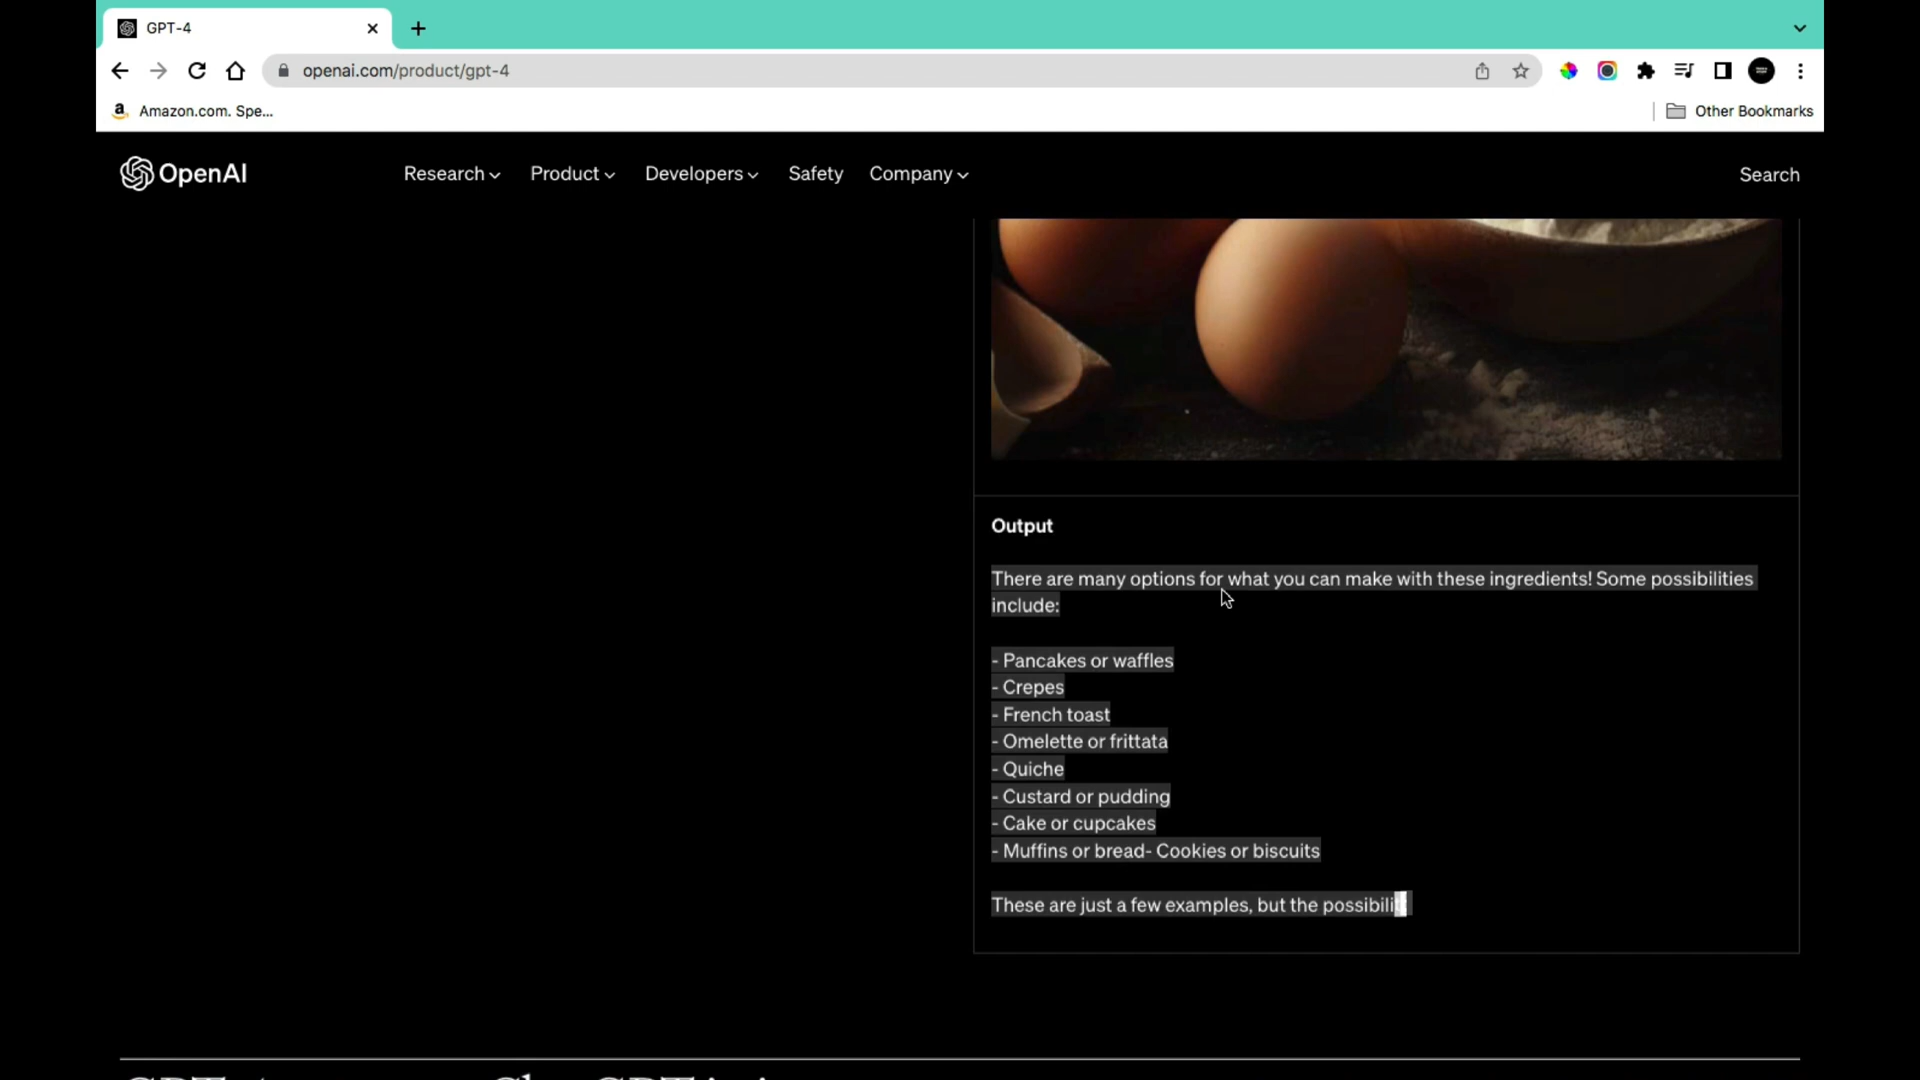 GPT-4
openai.com/product/gpt-4
Amazon.com. Spe...
Other Bookmarks
OpenAI
Research
Product
Developers
Safety
Company
Search
Output
There are many options for what you can make with these ingredients! Some possibilities
include:
- Pancakes or waffles
- Crepes
- French toast
- Omelette or frittata
- Quiche
- Custard or pudding
- Cake or cupcakes
- Muffins or bread- Cookies or biscuits
These are just a few examples, but the possibili